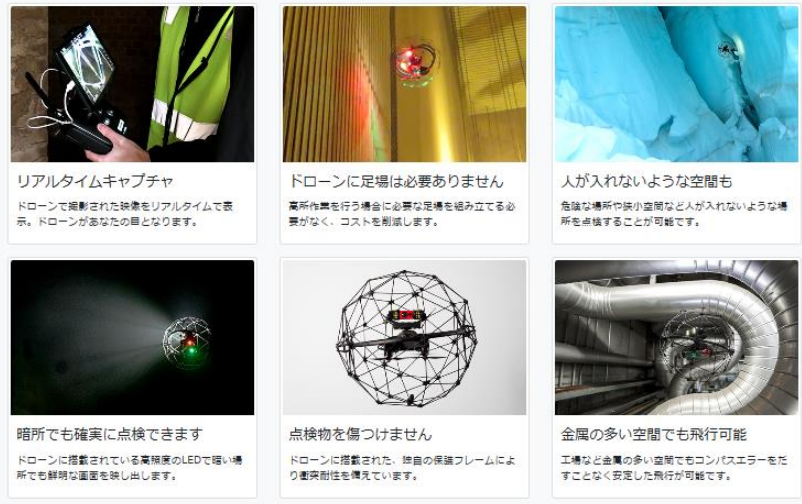 リアルタイムキャプチャ
ドローンで撮影された映像をリアルタイムで表
示。ドローンがあなたの目となります。
ドローンに足場は必要ありません
高所作業を行う場合に必要な足場を組み立てる必
要がなく、コストを削減します。
人が入れないような空間も
危険な場所や狭小空間など人が入れないような場
所を点検することが可能です。
暗所でも確実に点検できます
ドローンに搭載されている高照度のLEDで暗い場
所でも鮮明な画面を映し出します。
点検物を傷つけません
ドローンに搭載された、独自の保護フレームによ
り衝突耐性を備えています。
金属の多い空間でも飛行可能
工場など金属の多い空間でもコンパスエラーをだ
すことなく安定した飛行が可能です。